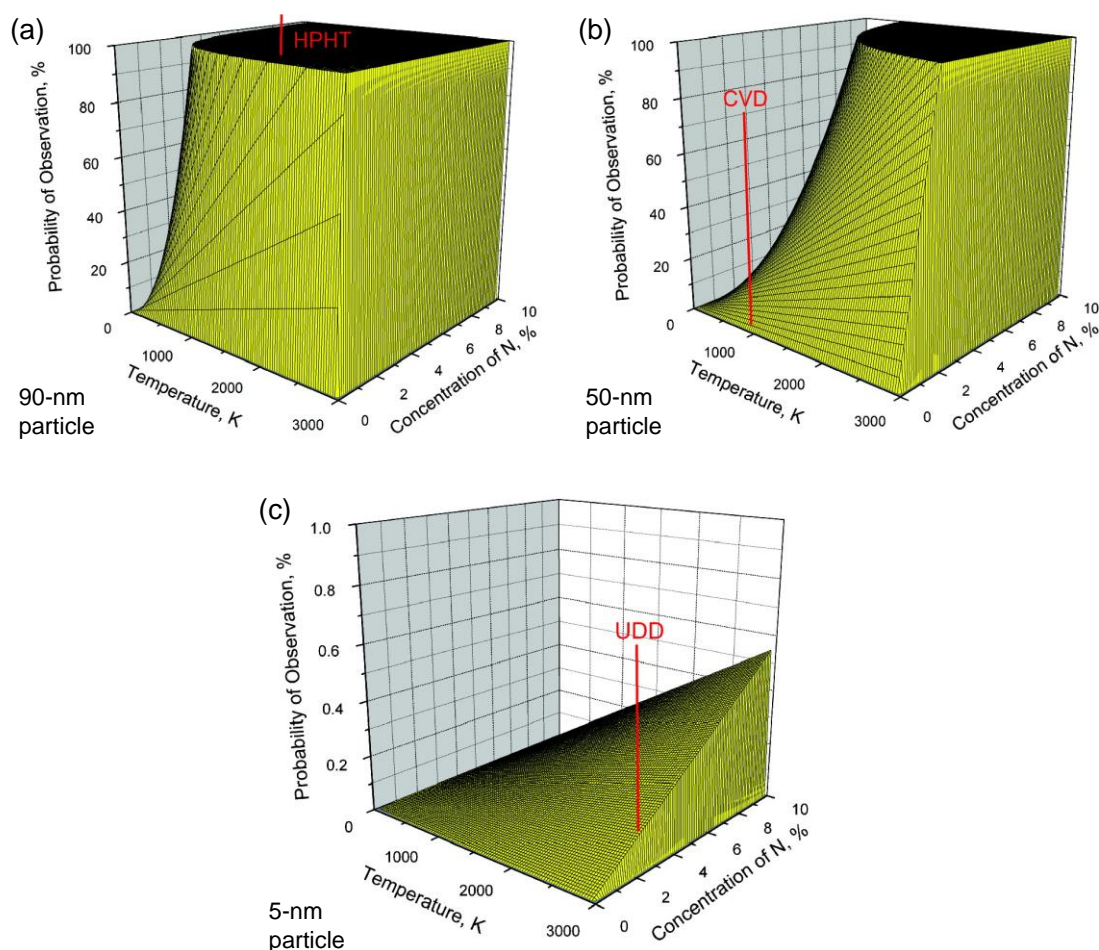 (a)
HPHT
Probability of Observation, %
100
80
60
40
20
0
1000
2000
3000
Temperature, K
0
2
4
6
8
10
Concentration of N, %
90-nm
particle
(b)
CVD
Probability of Observation, %
100
80
60
40
20
0
1000
2000
3000
Temperature, K
0
2
4
6
8
10
Concentration of N, %
50-nm
particle
(c)
UDD
Probability of Observation, %
1.0
0.8
0.6
0.4
0.2
0
1000
2000
3000
Temperature, K
0
2
4
6
8
10
Concentration of N, %
5-nm
particle